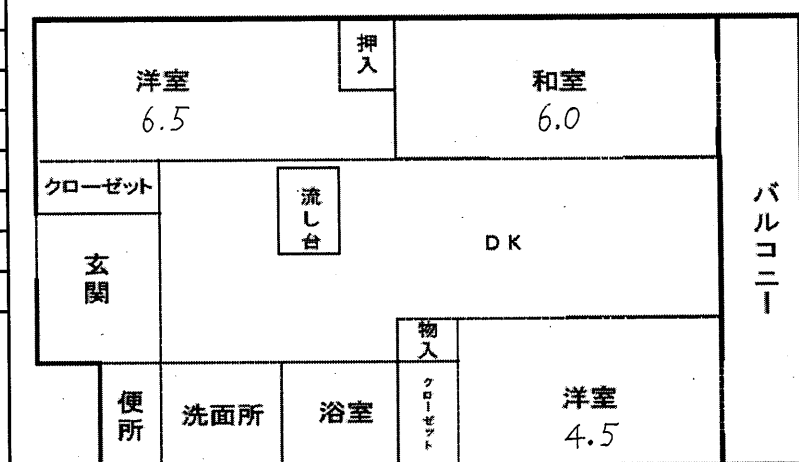 押入
洋室
6.5
和室
6.0
クローゼット
流し台
DK
バルコニー
玄関
物入
クローゼット
便所
洗面所
浴室
洋室
4.5